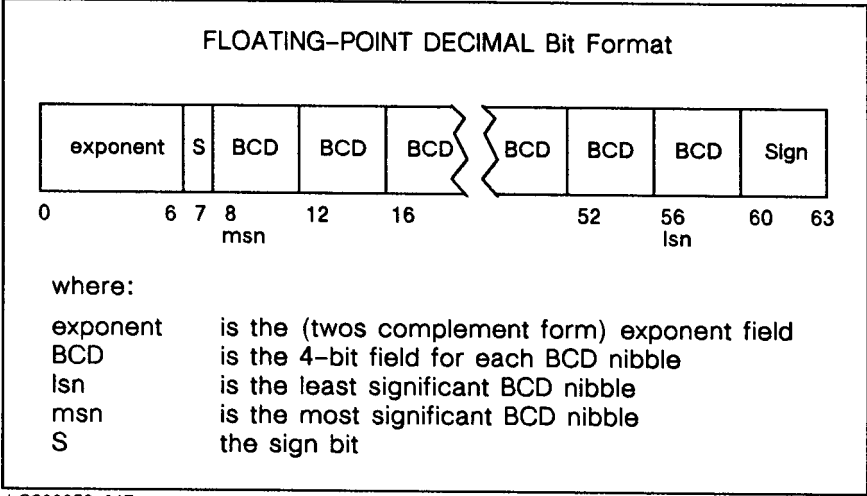 FLOATING-POINT DECIMAL Bit Format
exponent S BCD BCD BCD BCD BCD BCD Sign
0 6 7 8 12 16 52 56 60 63
msn lsn
where:
exponent is the (twos complement form) exponent field
BCD is the 4-bit field for each BCD nibble
lsn is the least significant BCD nibble
msn is the most significant BCD nibble
S the sign bit